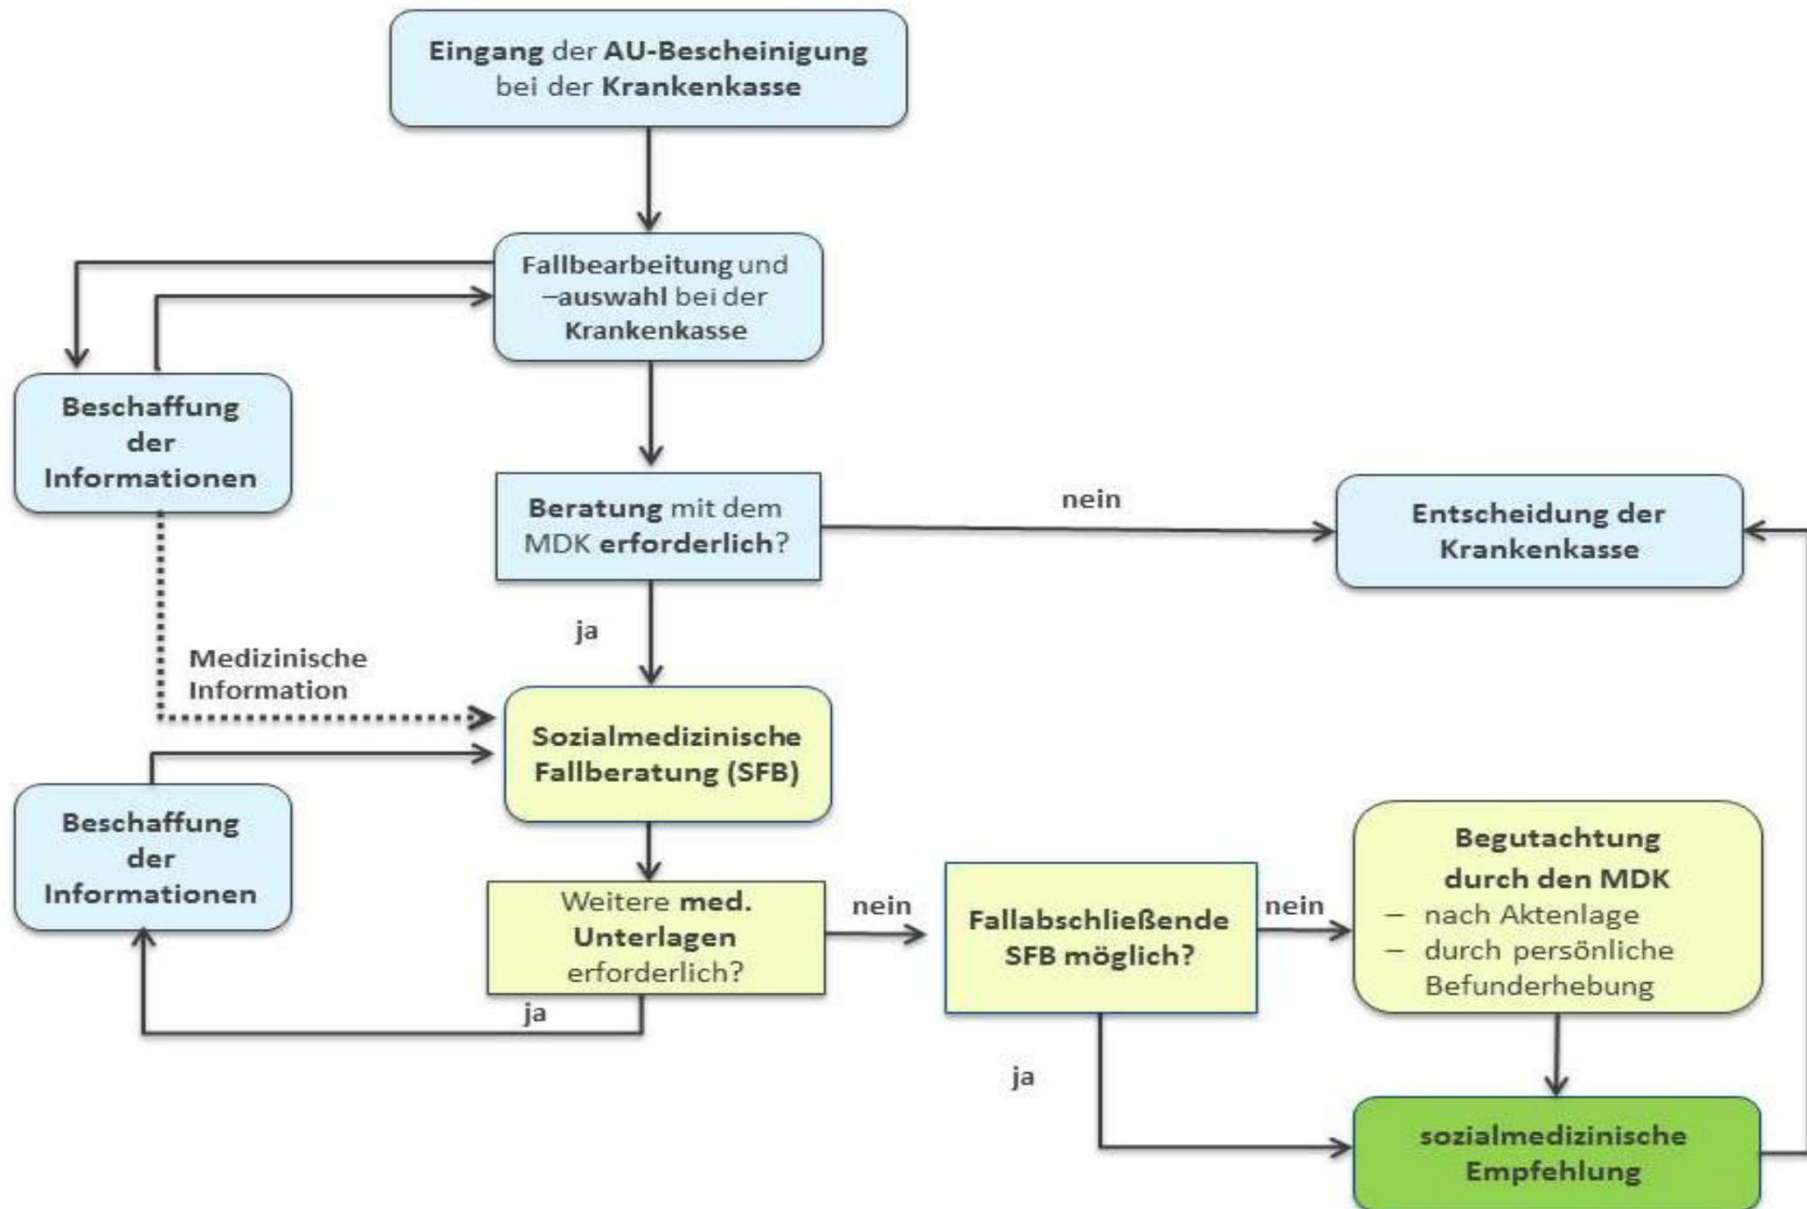 Eingang der AU-Bescheinigung
bei der Krankenkasse
Fallbearbeitung und
–auswahl bei der
Krankenkasse
Beschaffung
der
Informationen
Beratung mit dem
MDK erforderlich?
nein
Entscheidung der
Krankenkasse
ja
Medizinische
Information
Sozialmedizinische
Fallberatung (SFB)
Beschaffung
der
Informationen
Weitere med.
Unterlagen
erforderlich?
ja
nein
Fallabschließende
SFB möglich?
nein
Begutachtung
durch den MDK
– nach Aktenlage
– durch persönliche
Befunderhebung
ja
sozialmedizinische
Empfehlung